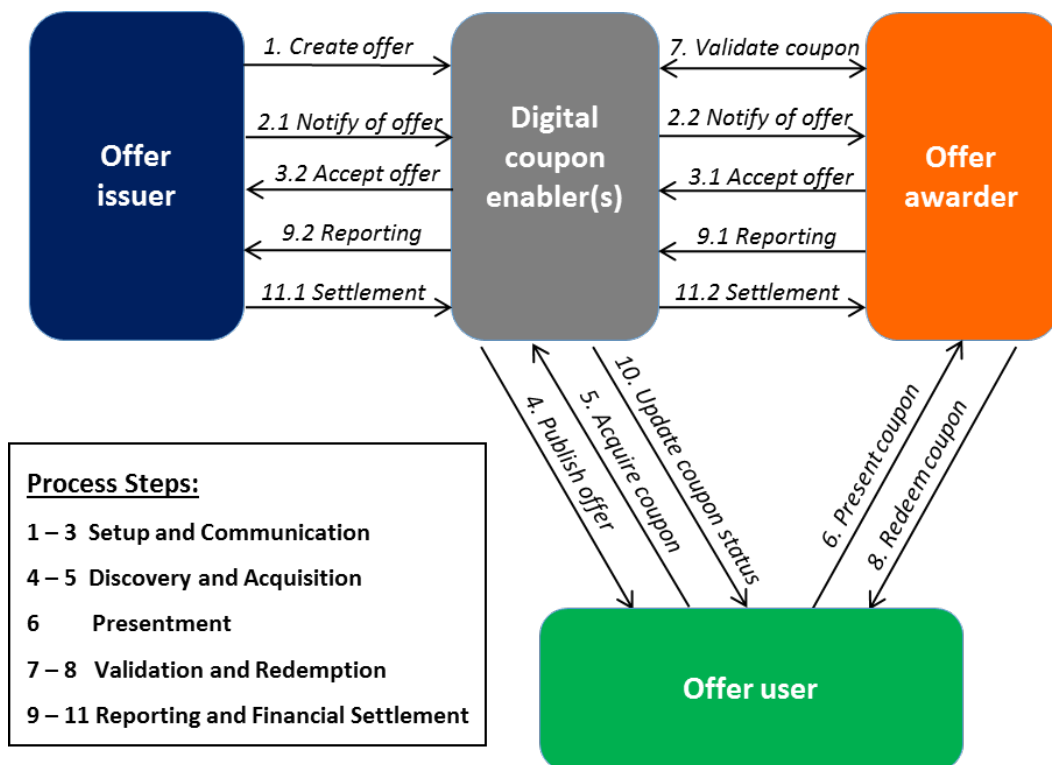 1. Create offer
7. Validate coupon
2.1 Notify of offer
2.2 Notify of offer
Offer
issuer
Digital
coupon
enabler(s)
Offer
awarder
3.2 Accept offer
3.1 Accept offer
9.2 Reporting
9.1 Reporting
11.1 Settlement
11.2 Settlement
4. Publish offer
5. Acquire coupon
10. Update coupon status
6. Present coupon
8. Redeem coupon
Process Steps:
1 – 3 Setup and Communication
4 – 5 Discovery and Acquisition
6 Presentment
7 – 8 Validation and Redemption
9 – 11 Reporting and Financial Settlement
Offer user